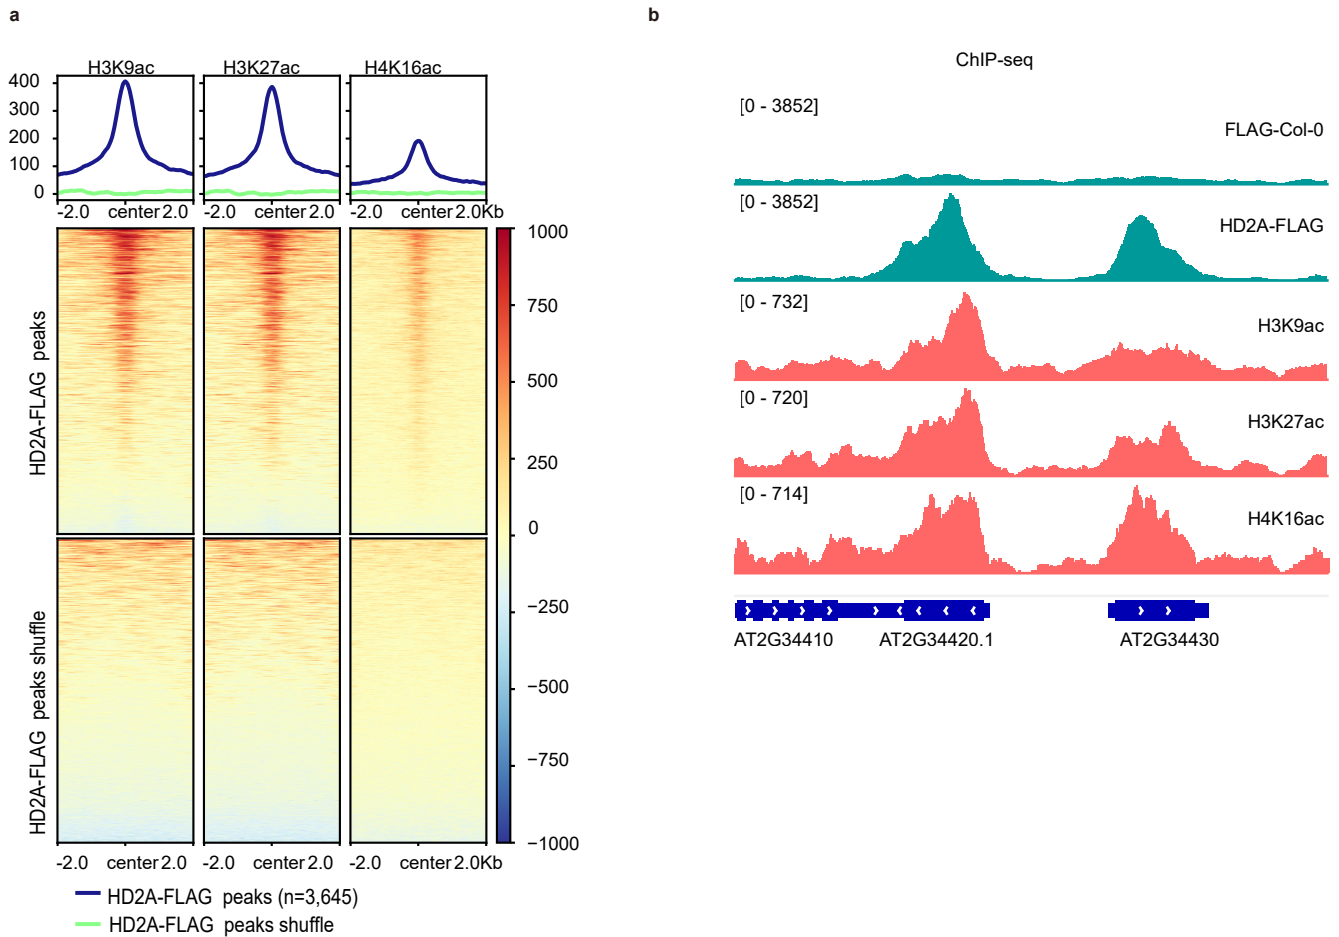 a
H3K9ac
H3K27ac
H4K16ac
400
300
200
100
0
-2.0 center 2.0
-2.0 center 2.0
-2.0 center 2.0Kb
HD2A-FLAG peaks
HD2A-FLAG peaks shuffle
1000
750
500
250
0
−250
−500
−750
−1000
-2.0 center 2.0
-2.0 center 2.0
-2.0 center 2.0Kb
HD2A-FLAG peaks (n=3,645)
HD2A-FLAG peaks shuffle
b
ChIP-seq
[0 - 3852]
FLAG-Col-0
[0 - 3852]
HD2A-FLAG
[0 - 732]
H3K9ac
[0 - 720]
H3K27ac
[0 - 714]
H4K16ac
AT2G34410
AT2G34420.1
AT2G34430